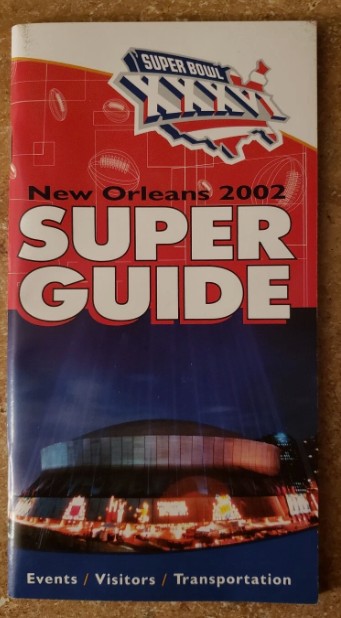 SUPER BOWL
XXXVI
New Orleans 2002
SUPER
GUIDE
Events / Visitors / Transportation